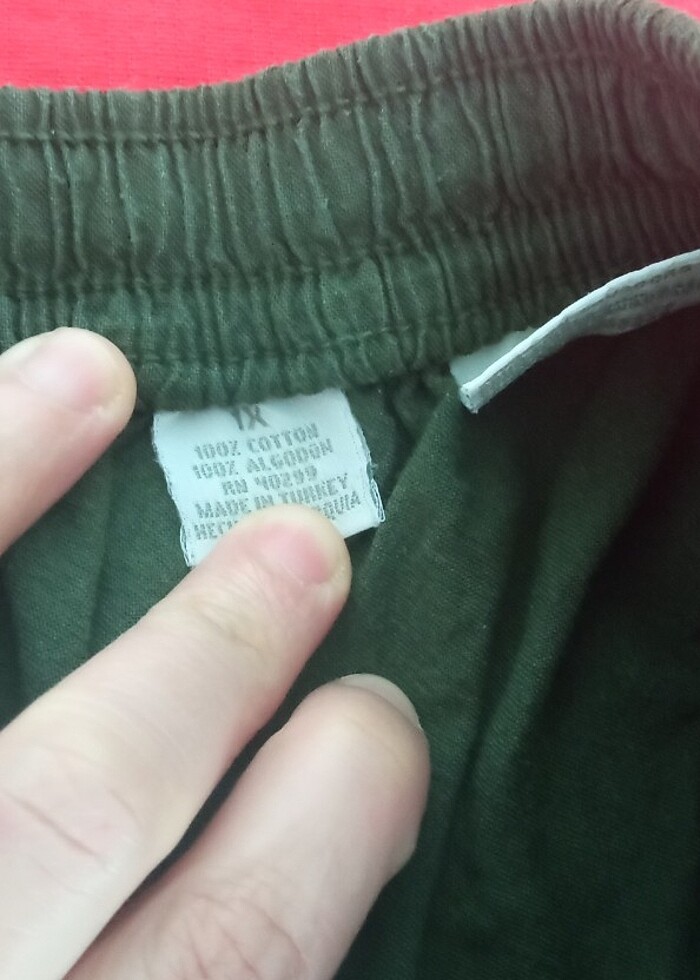 1X
100% COTTON
100% ALGODON
RN 40299
MADE IN TURKEY